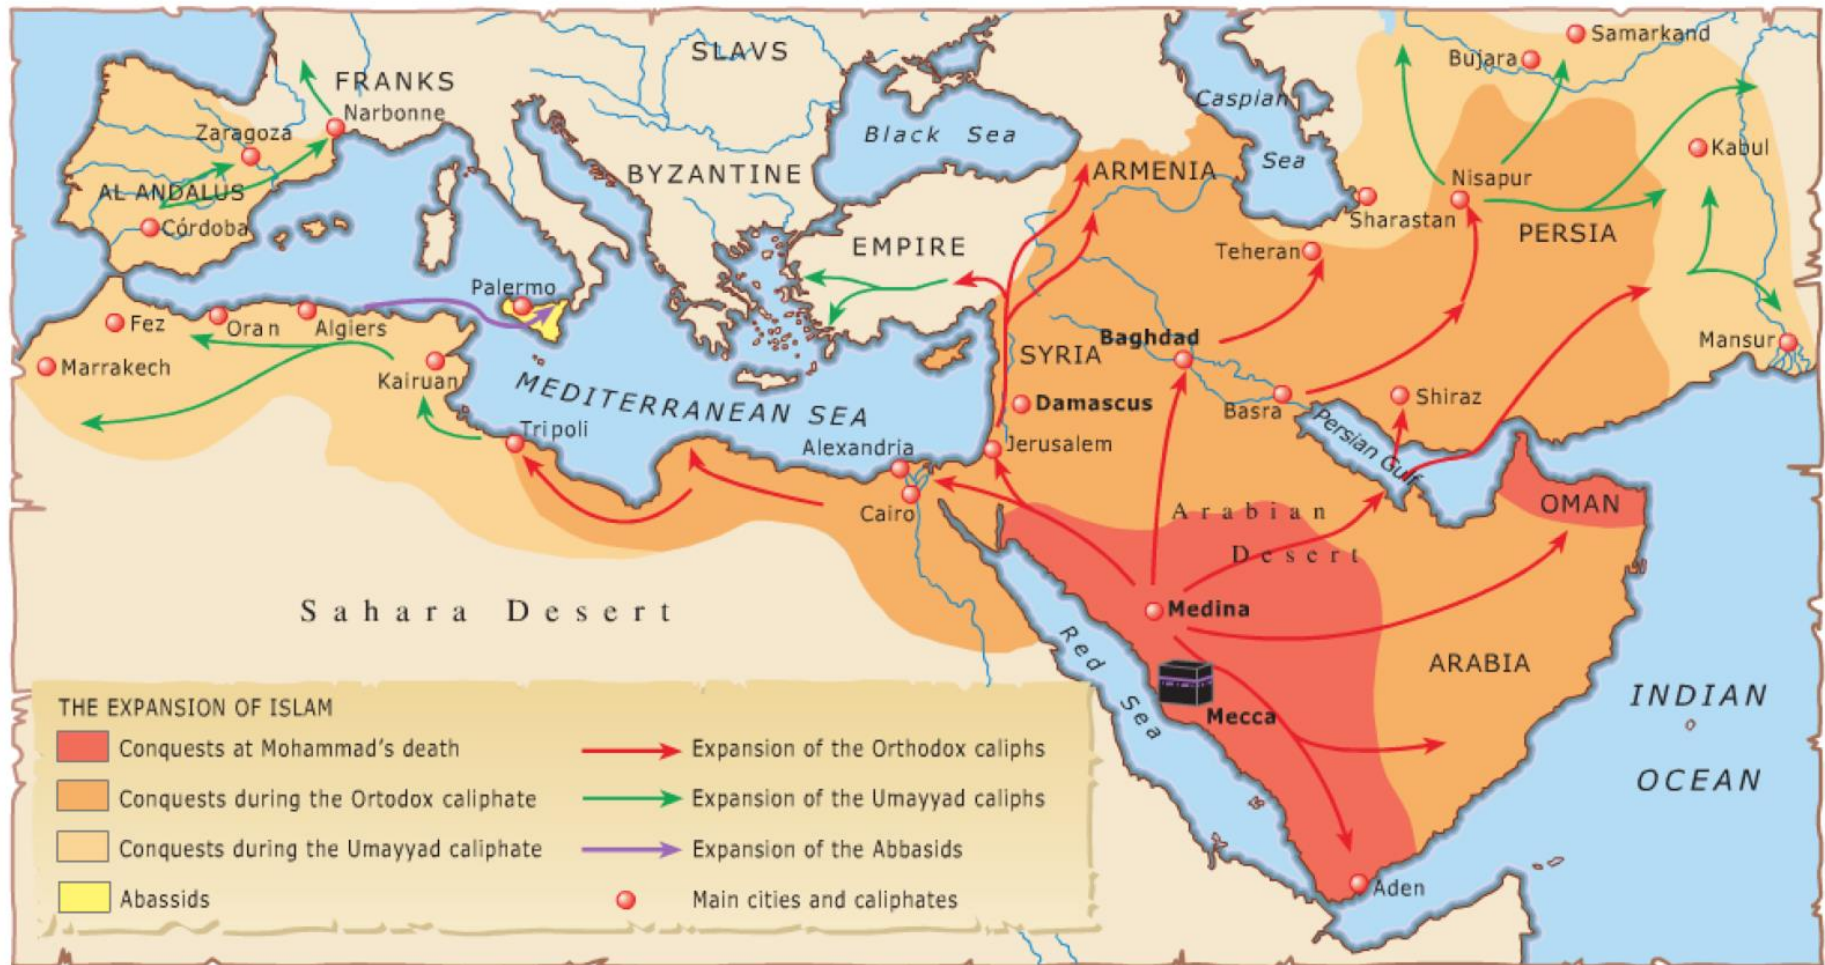 SLAVS
Samarkand
Bujara
FRANKS
Narbonne
Caspian
Sea
Zaragoza
Black Sea
Kabul
BYZANTINE
EMPIRE
ARMENIA
Nisapur
AL ANDALUS
Córdoba
Sharastan
PERSIA
Teheran
Palermo
Fez
Oran
Algiers
Baghdad
Mansur
SYRIA
Marrakech
Kairuan
MEDITERRANEAN SEA
Damascus
Basra
Shiraz
Persian Gulf
Tripoli
Alexandria
Jerusalem
Cairo
Arabian
Desert
OMAN
Sahara Desert
Medina
Red Sea
ARABIA
Mecca
INDIAN
OCEAN
Aden
THE EXPANSION OF ISLAM
Conquests at Mohammad's death
Expansion of the Orthodox caliphs
Conquests during the Ortodox caliphate
Expansion of the Umayyad caliphs
Conquests during the Umayyad caliphate
Expansion of the Abbasids
Abassids
Main cities and caliphates